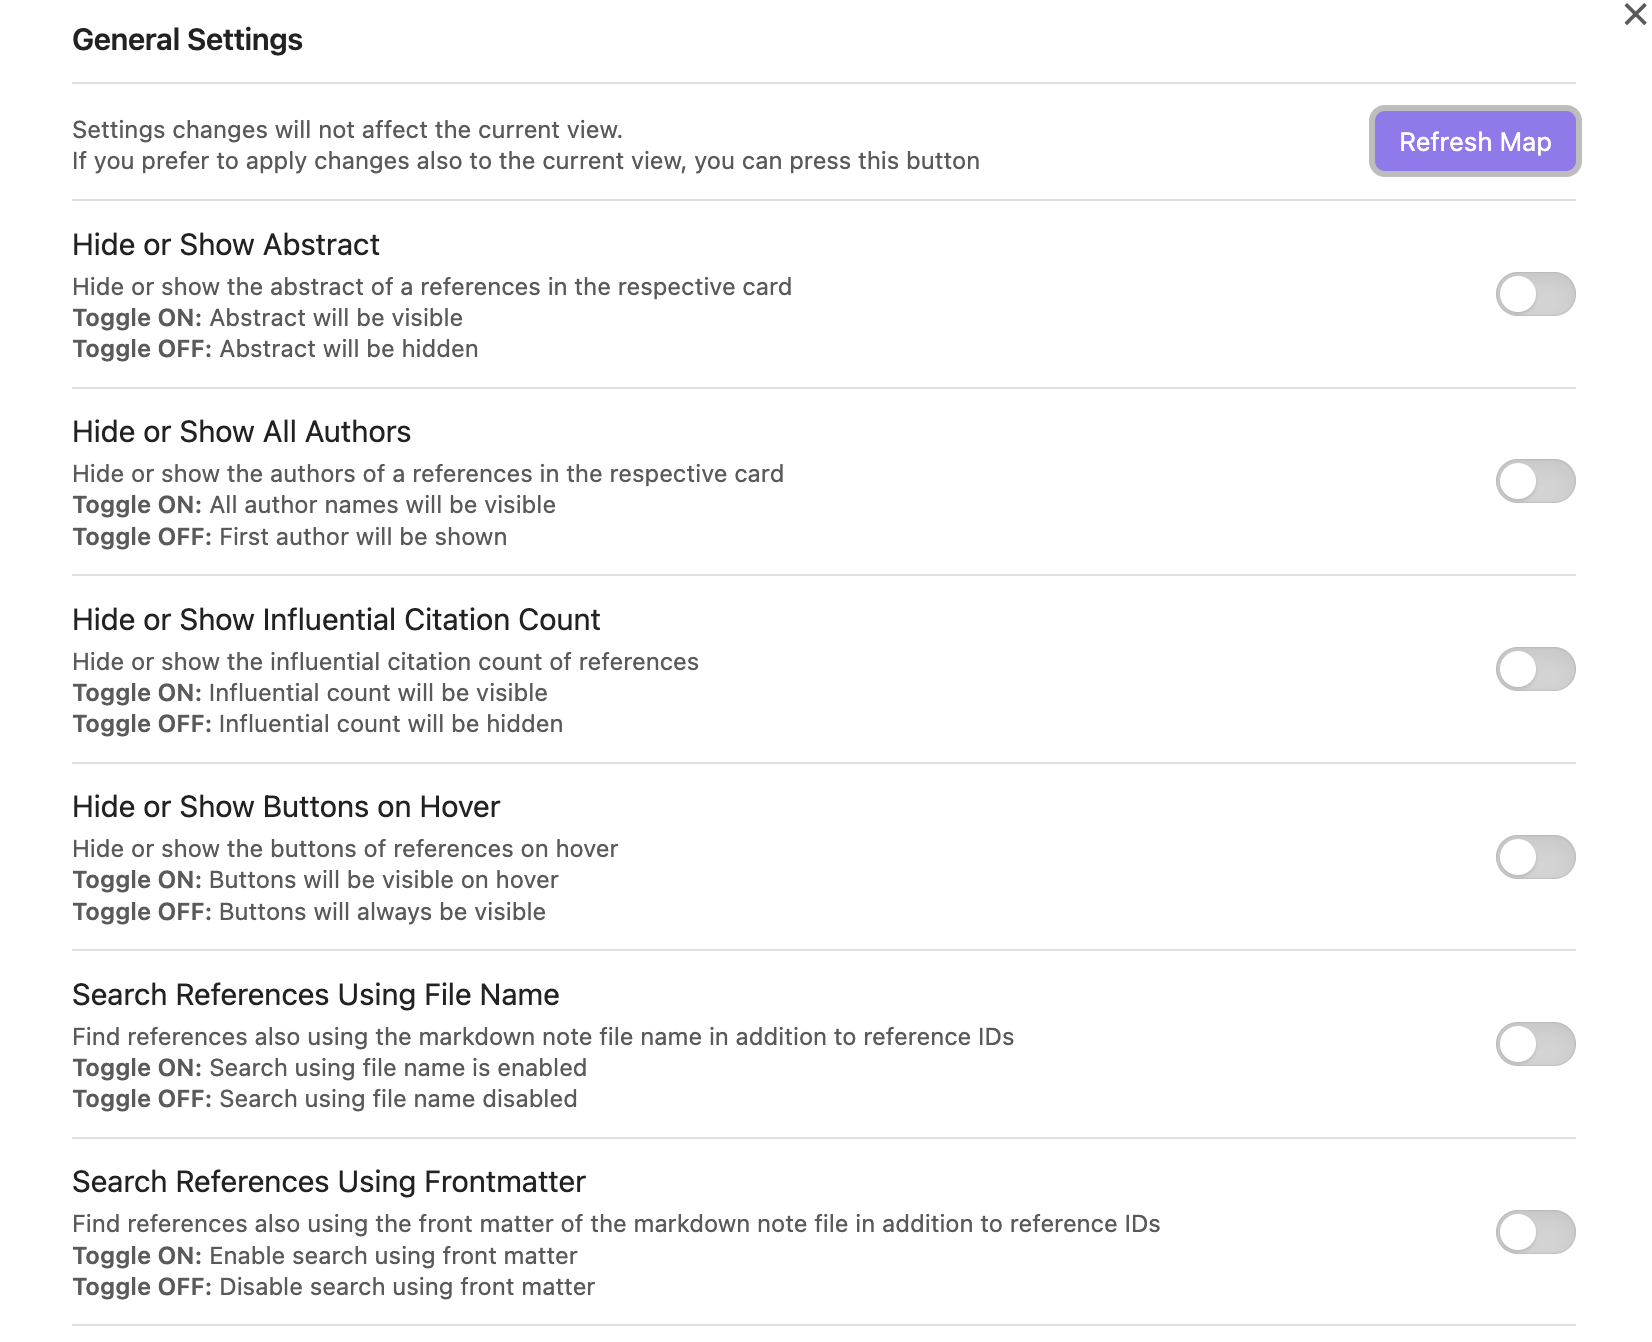 General Settings
Settings changes will not affect the current view.
If you prefer to apply changes also to the current view, you can press this button
Refresh Map
Hide or Show Abstract
Hide or show the abstract of a references in the respective card
Toggle ON: Abstract will be visible
Toggle OFF: Abstract will be hidden
Hide or Show All Authors
Hide or show the authors of a references in the respective card
Toggle ON: All author names will be visible
Toggle OFF: First author will be shown
Hide or Show Influential Citation Count
Hide or show the influential citation count of references
Toggle ON: Influential count will be visible
Toggle OFF: Influential count will be hidden
Hide or Show Buttons on Hover
Hide or show the buttons of references on hover
Toggle ON: Buttons will be visible on hover
Toggle OFF: Buttons will always be visible
Search References Using File Name
Find references also using the markdown note file name in addition to reference IDs
Toggle ON: Search using file name is enabled
Toggle OFF: Search using file name disabled
Search References Using Frontmatter
Find references also using the front matter of the markdown note file in addition to reference IDs
Toggle ON: Enable search using front matter
Toggle OFF: Disable search using front matter